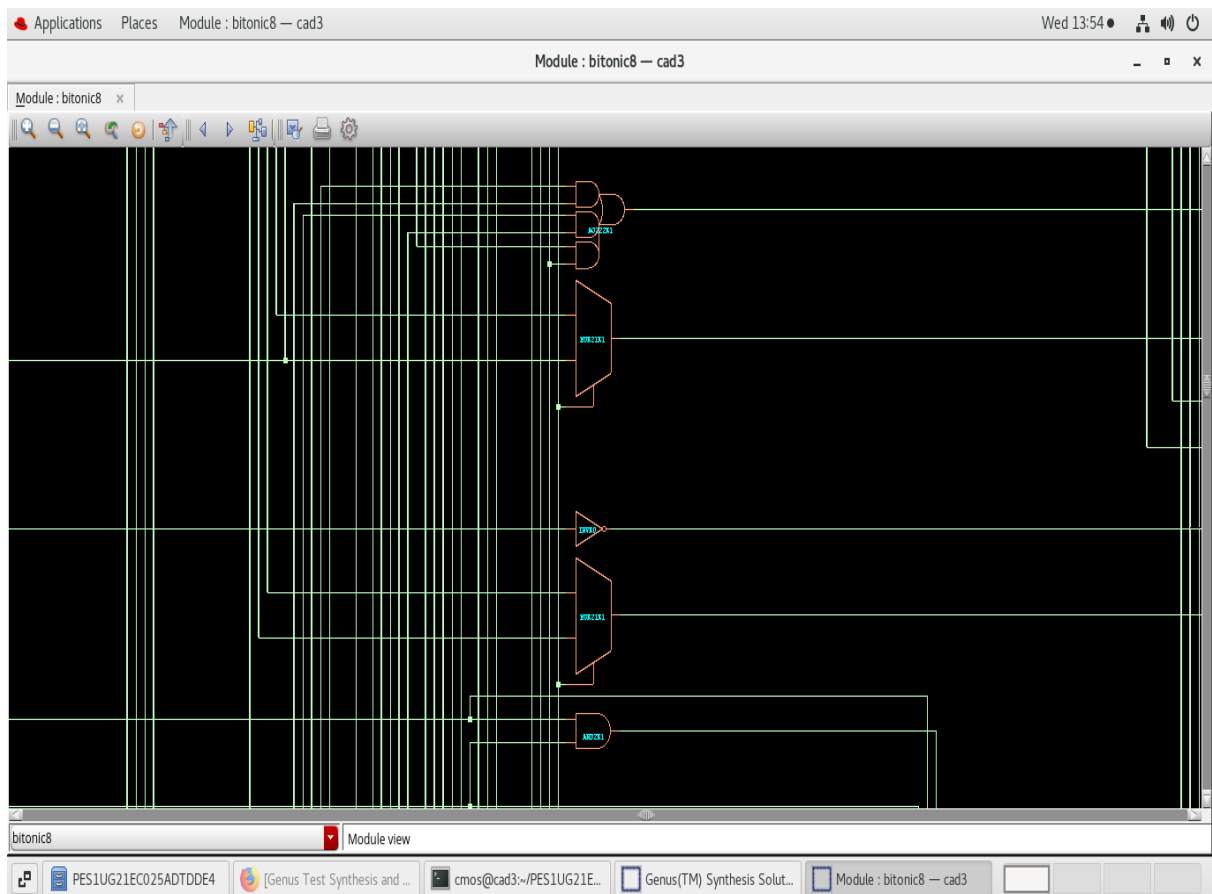 Applications Places Module : bitonic8 — cad3 Wed 13:54
Module : bitonic8 — cad3
Module : bitonic8 x
MUX21X1
INVX0
MUX21X1
AND2X1
bitonic8 Module view
PES1UG21EC025ADTDDE4 [Genus Test Synthesis and ... cmos@cad3:~/PES1UG21E... Genus(TM) Synthesis Solut... Module : bitonic8 — cad3